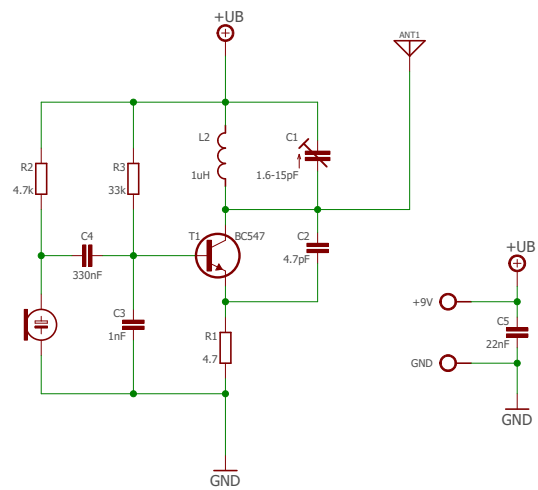 +UB
ANT1
L2
1uH
C1
1.6-15pF
R2
4.7k
R3
33k
C4
330nF
T1
BC547
C2
4.7pF
C3
1nF
R1
4.7
+UB
+9V
C5
22nF
GND
GND
GND